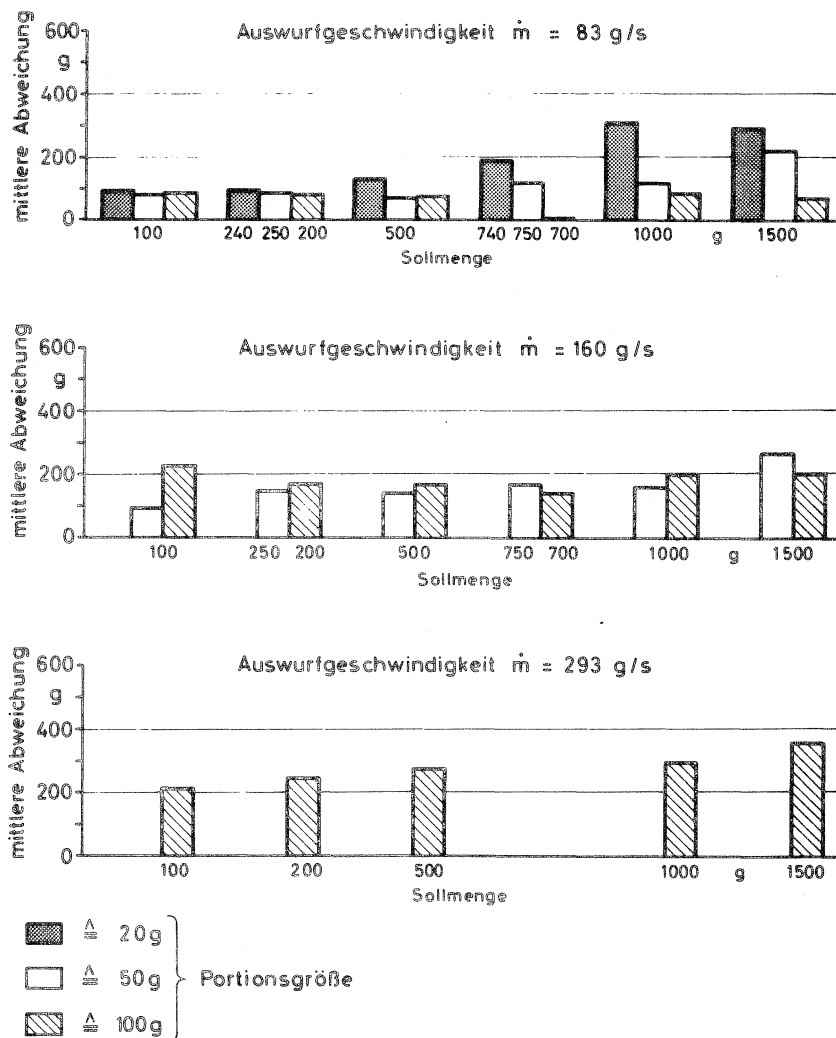 Auswurfgeschwindigkeit ṁ = 83 g/s
mittlere Abweichung
600
g
400
200
0
100 240 250 200 500 740 750 700 1000 g 1500
Sollmenge
Auswurfgeschwindigkeit ṁ = 160 g/s
mittlere Abweichung
600
g
400
200
0
100 250 200 500 750 700 1000 g 1500
Sollmenge
Auswurfgeschwindigkeit ṁ = 293 g/s
mittlere Abweichung
600
g
400
200
0
100 200 500 1000 g 1500
Sollmenge
≙ 20g
≙ 50g Portionsgröße
≙ 100g